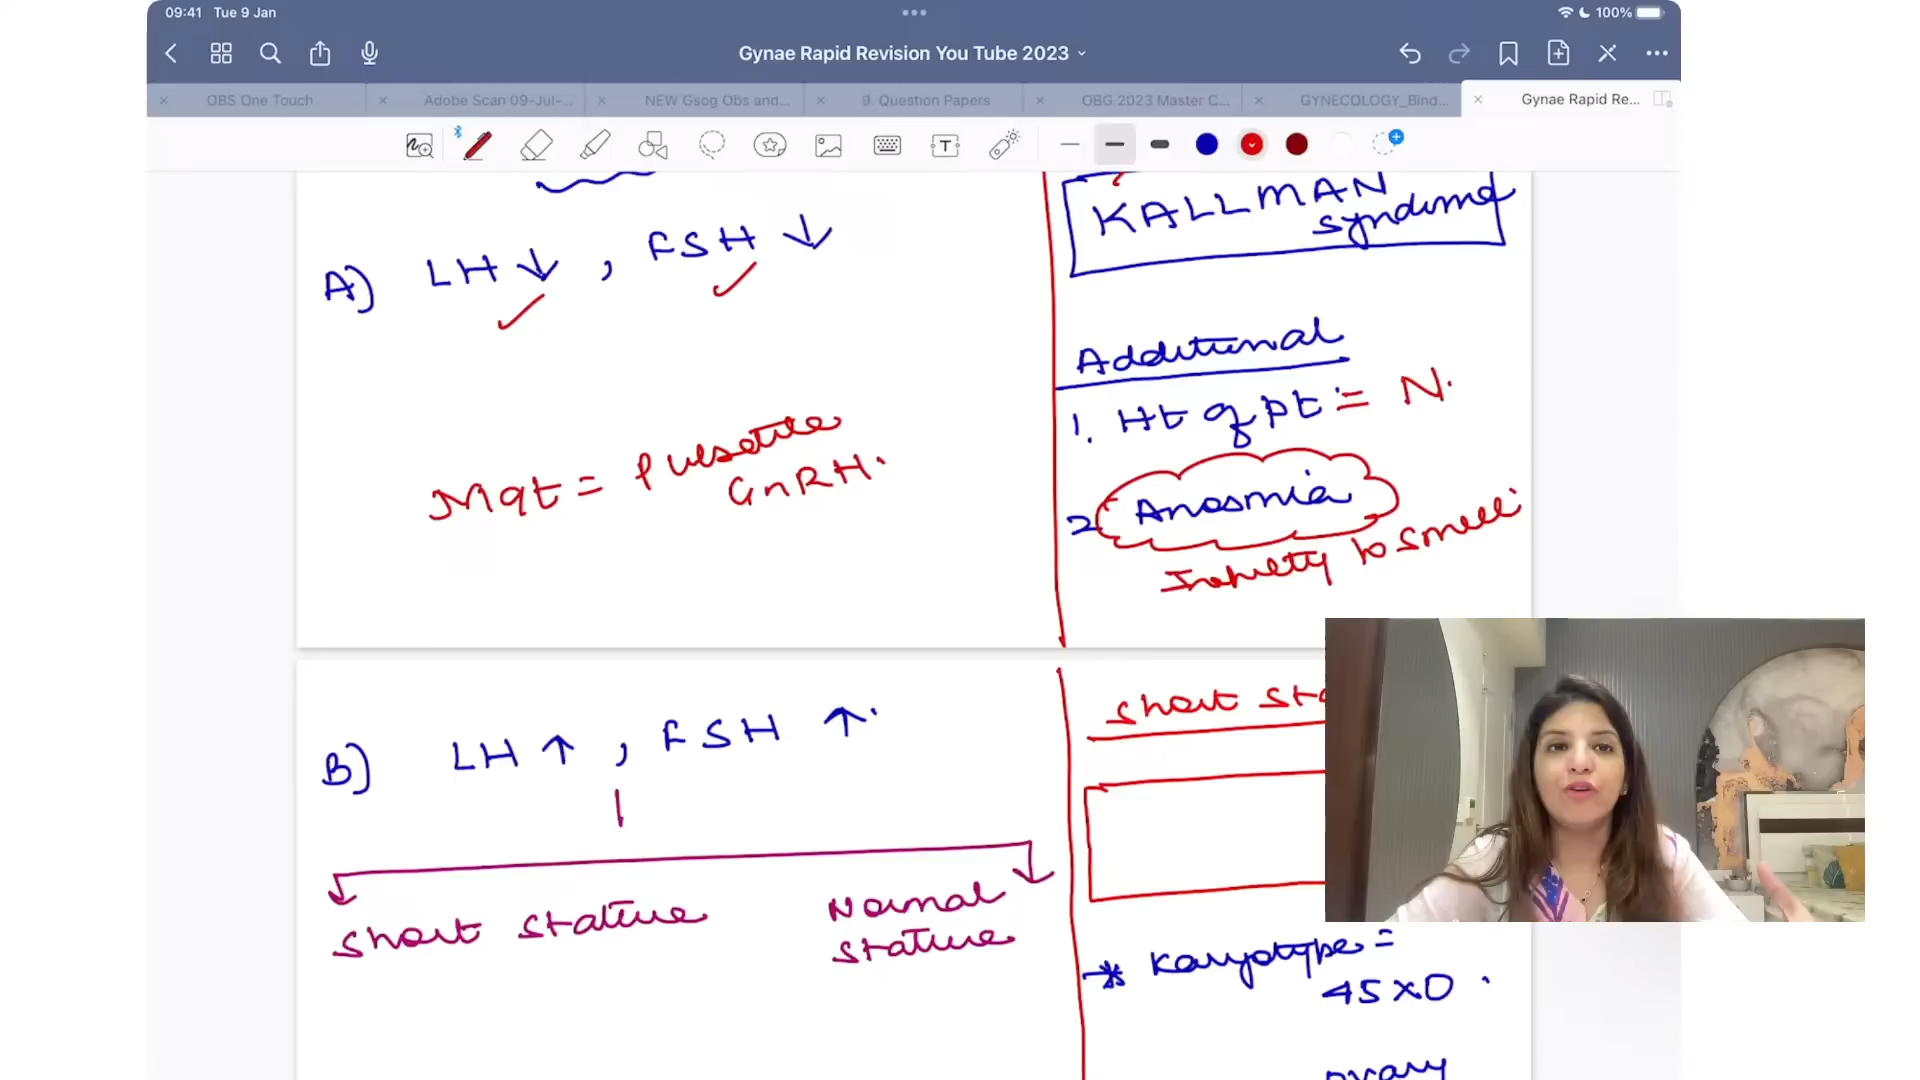 09:41 Tue 9 Jan
100%
Gynae Rapid Revision You Tube 2023
OBS One Touch
Adobe Scan 09-Jul-...
NEW Gsog Obs and...
9. Question Papers
OBG 2023 Master C...
GYNECOLOGY_Bind...
Gynae Rapid Re...
T
A) LH ↓ , FSH ↓
Mgt = Pulsatile
GnRH.
KALLMAN
syndrome
Additional
1. Ht of pt = N.
2 Anosmia
to smell
B) LH ↑ , FSH ↑
Short stature
Normal
stature
Short Sta
* Karyotype =
45XO
ovary